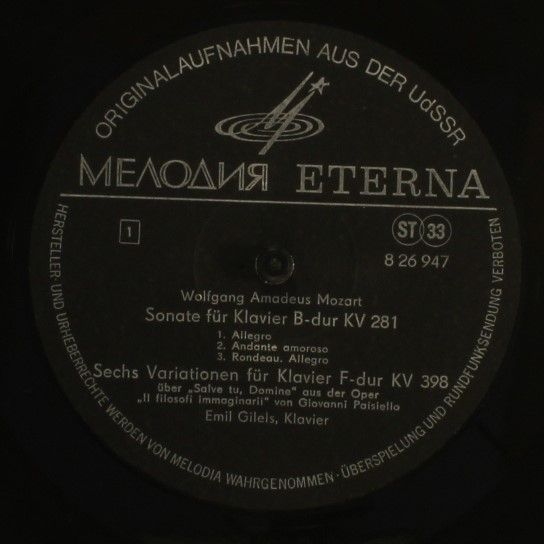 ORIGINALAUFNAHMEN AUS DER UdSSR
МЕЛОДИЯ ETERNA
1
ST 33
8 26 947
Wolfgang Amadeus Mozart
Sonate für Klavier B-dur KV 281
1. Allegro
2. Andante amoroso
3. Rondeau. Allegro
Sechs Variationen für Klavier F-dur KV 398
über „Salve tu, Domine" aus der Oper
„Il filosofi immaginarii" von Giovanni Paisiello
Emil Gilels, Klavier
HERSTELLER UND URHEBERRECHTE WERDEN VON MELODIA WAHRGENOMMEN · ÜBERSPIELUNG UND RUNDFUNKSENDUNG VERBOTEN